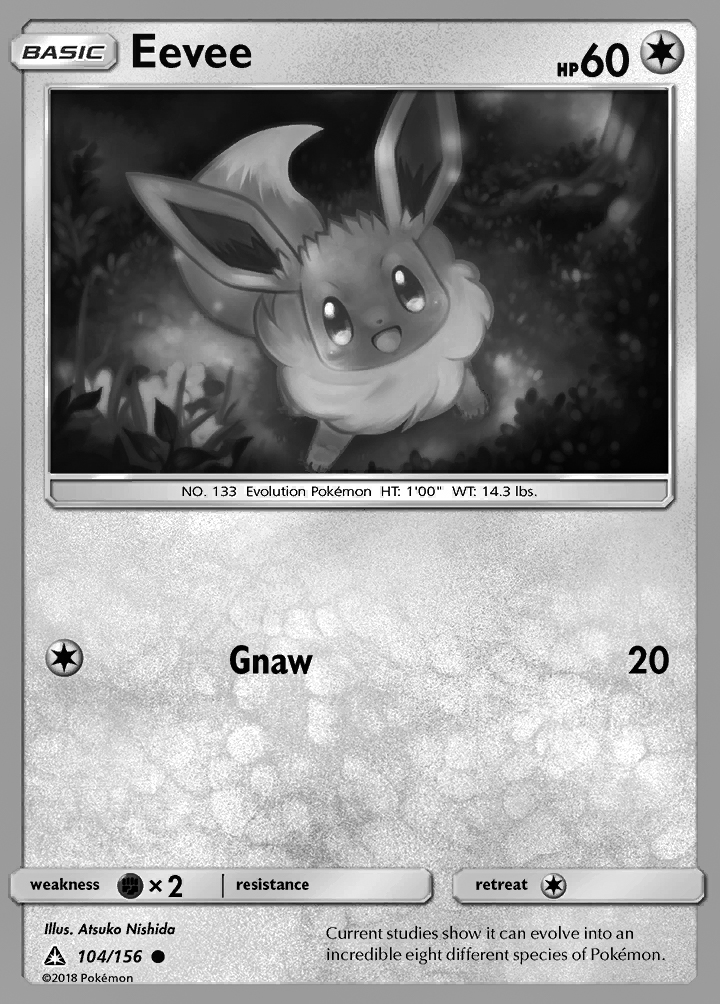 BASIC Eevee HP60
NO. 133 Evolution Pokémon HT: 1'00" WT: 14.3 lbs.
Gnaw 20
weakness × 2 resistance retreat
Illus. Atsuko Nishida
104/156
©2018 Pokémon
Current studies show it can evolve into an
incredible eight different species of Pokémon.